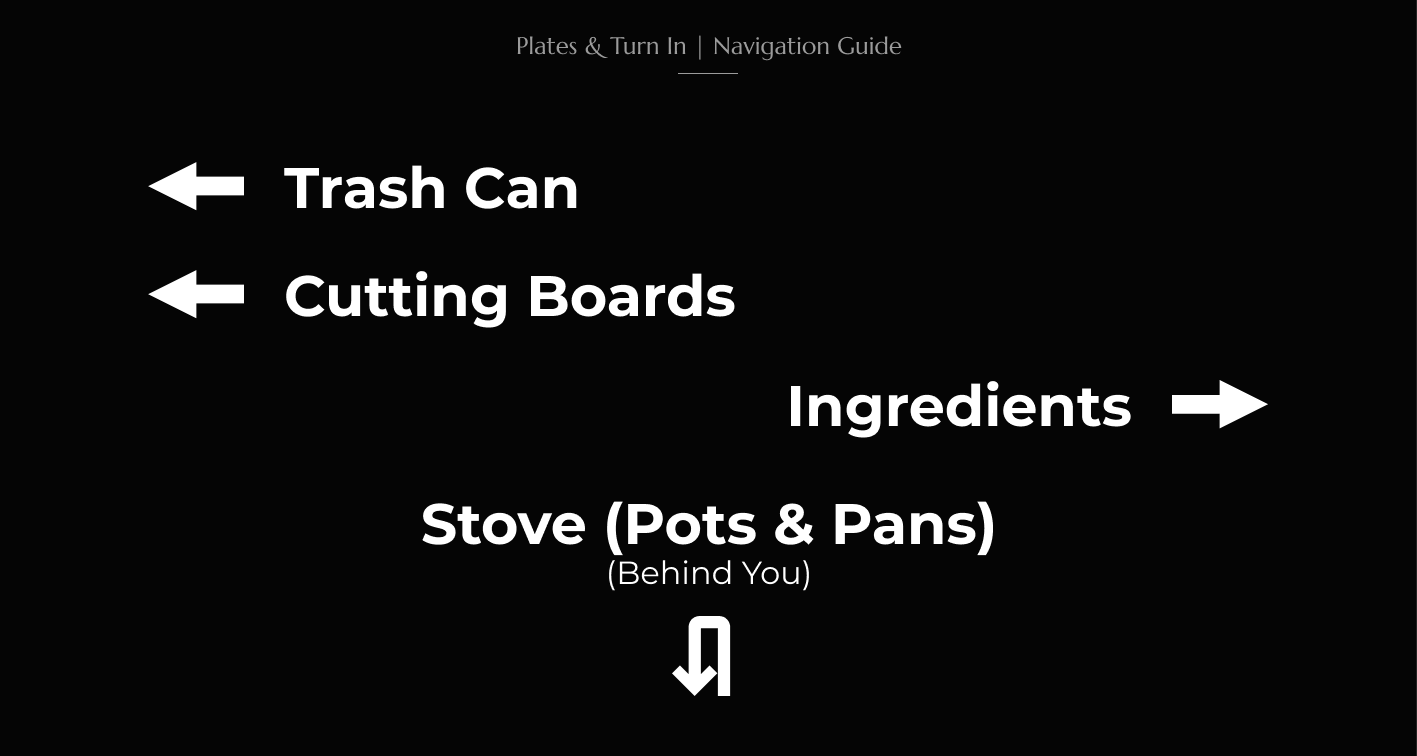 Plates & Turn In | Navigation Guide
Trash Can
Cutting Boards
Ingredients
Stove (Pots & Pans)
(Behind You)